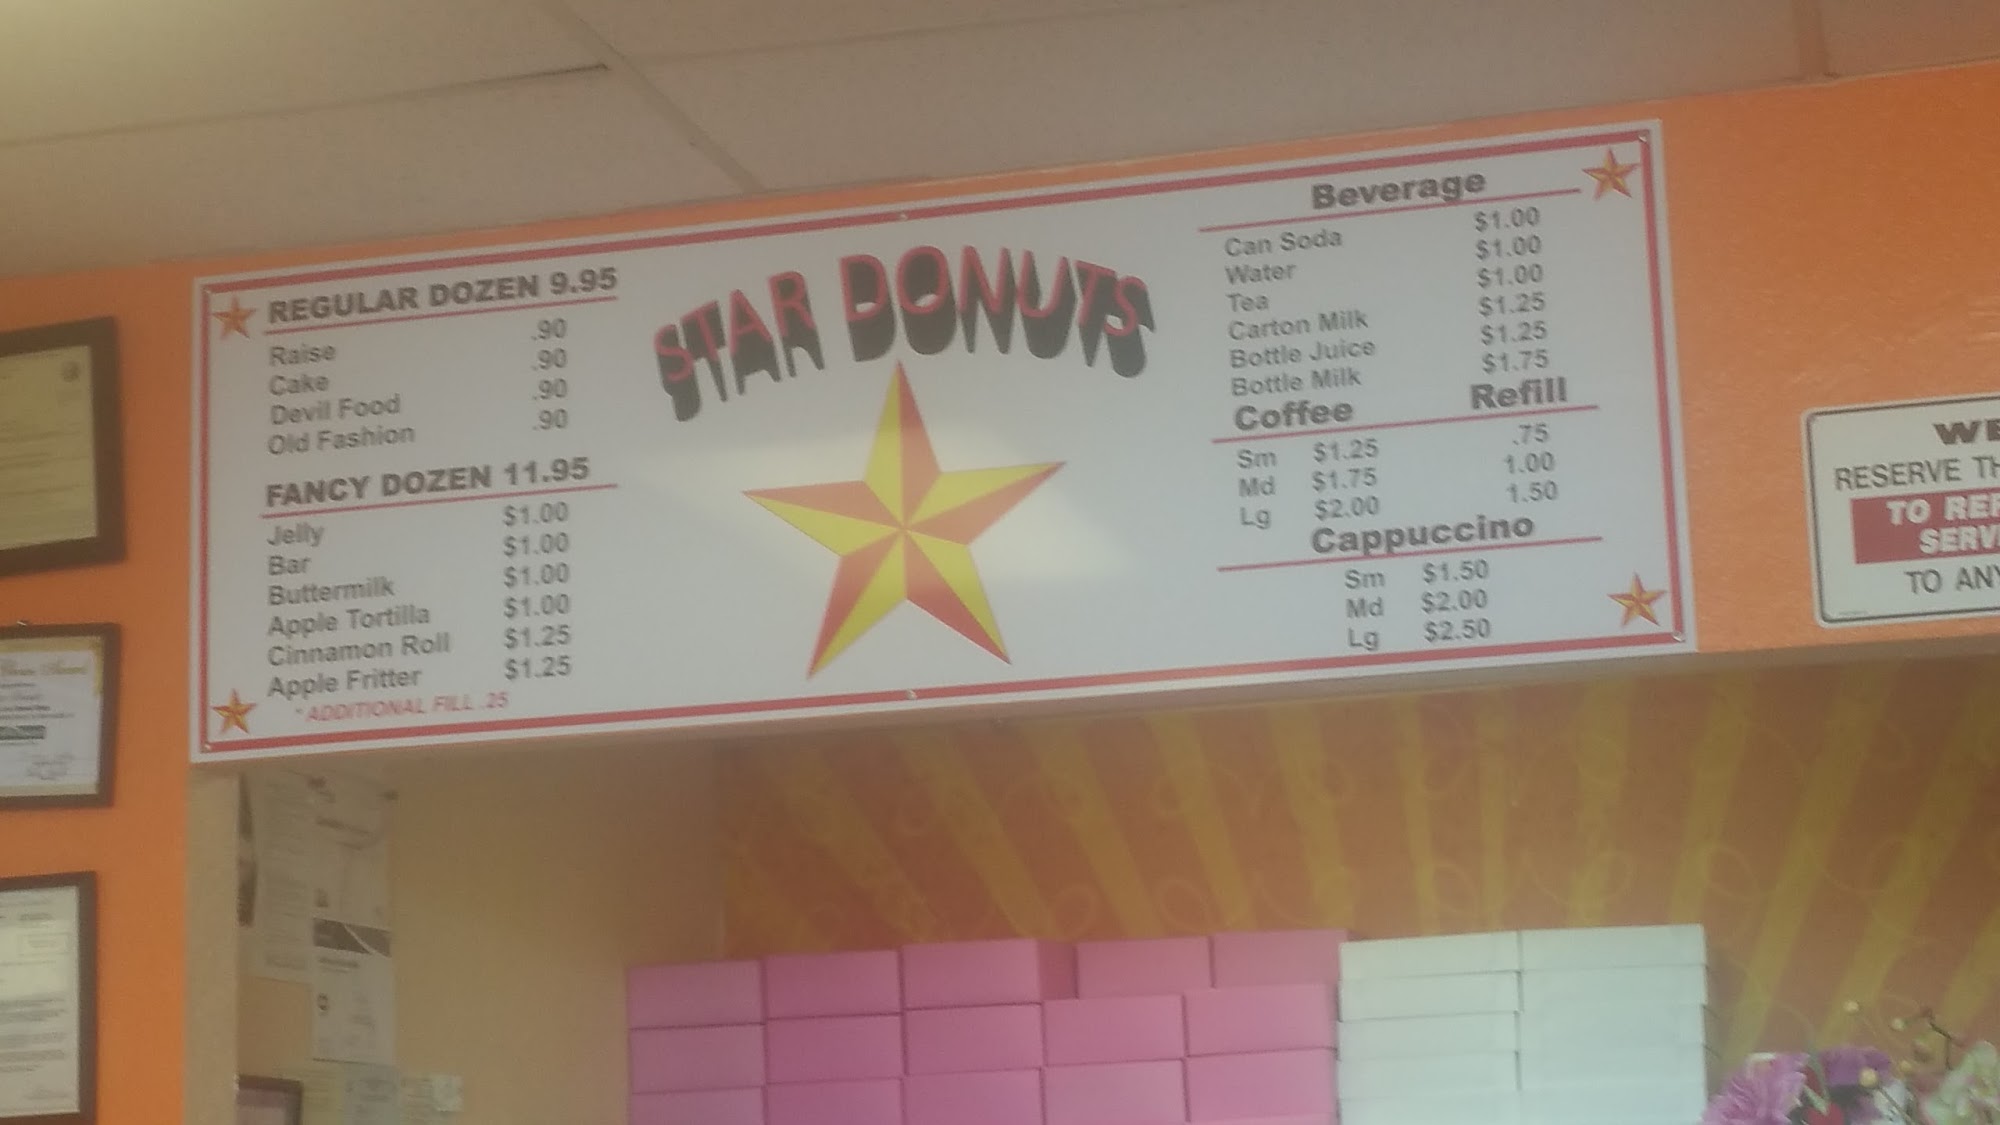 STAR DONUTS
REGULAR DOZEN 9.95
Raise .90
Cake .90
Devil Food .90
Old Fashion .90
FANCY DOZEN 11.95
Jelly $1.00
Bar $1.00
Buttermilk $1.00
Apple Tortilla $1.00
Cinnamon Roll $1.25
Apple Fritter $1.25
* ADDITIONAL FILL .25
Beverage
Can Soda $1.00
Water $1.00
Tea $1.00
Carton Milk $1.25
Bottle Juice $1.25
Bottle Milk $1.75
Coffee Refill
Sm $1.25 .75
Md $1.75 1.00
Lg $2.00 1.50
Cappuccino
Sm $1.50
Md $2.00
Lg $2.50
WE
RESERVE TH
TO REF
SERV
TO ANY